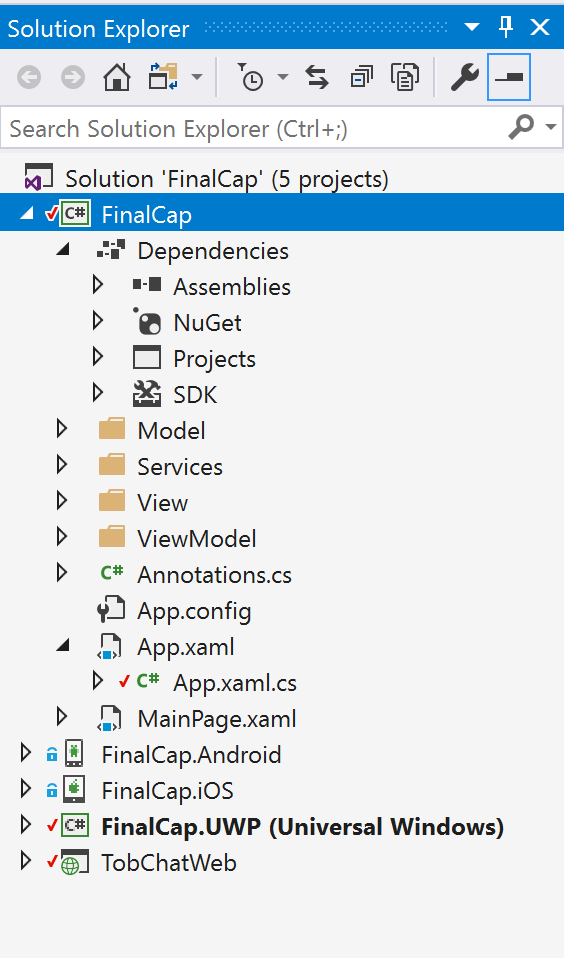 Solution Explorer
Search Solution Explorer (Ctrl+;)
Solution 'FinalCap' (5 projects)
C# FinalCap
Dependencies
Assemblies
NuGet
Projects
SDK
Model
Services
View
ViewModel
C# Annotations.cs
App.config
App.xaml
C# App.xaml.cs
MainPage.xaml
FinalCap.Android
FinalCap.iOS
C# FinalCap.UWP (Universal Windows)
TobChatWeb